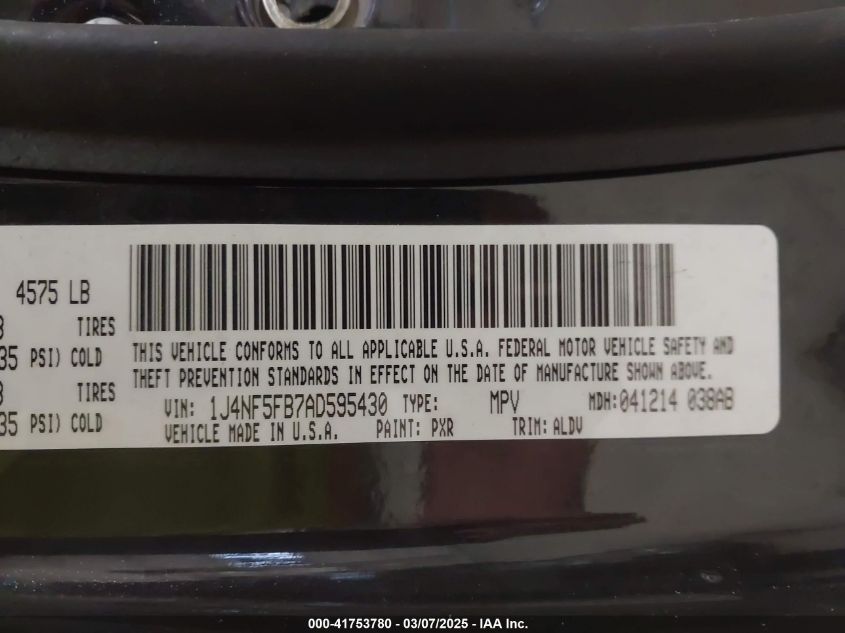 4575 LB
TIRES
35 PSI) COLD
TIRES
35 PSI) COLD
THIS VEHICLE CONFORMS TO ALL APPLICABLE U.S.A. FEDERAL MOTOR VEHICLE SAFETY AND
THEFT PREVENTION STANDARDS IN EFFECT ON THE DATE OF MANUFACTURE SHOWN ABOVE.
VIN: 1J4NF5FB7AD595430 TYPE: MPV MDH:041214 038AB
VEHICLE MADE IN U.S.A. PAINT: PXR TRIM: ALDV
000-41753780 - 03/07/2025 - IAA Inc.